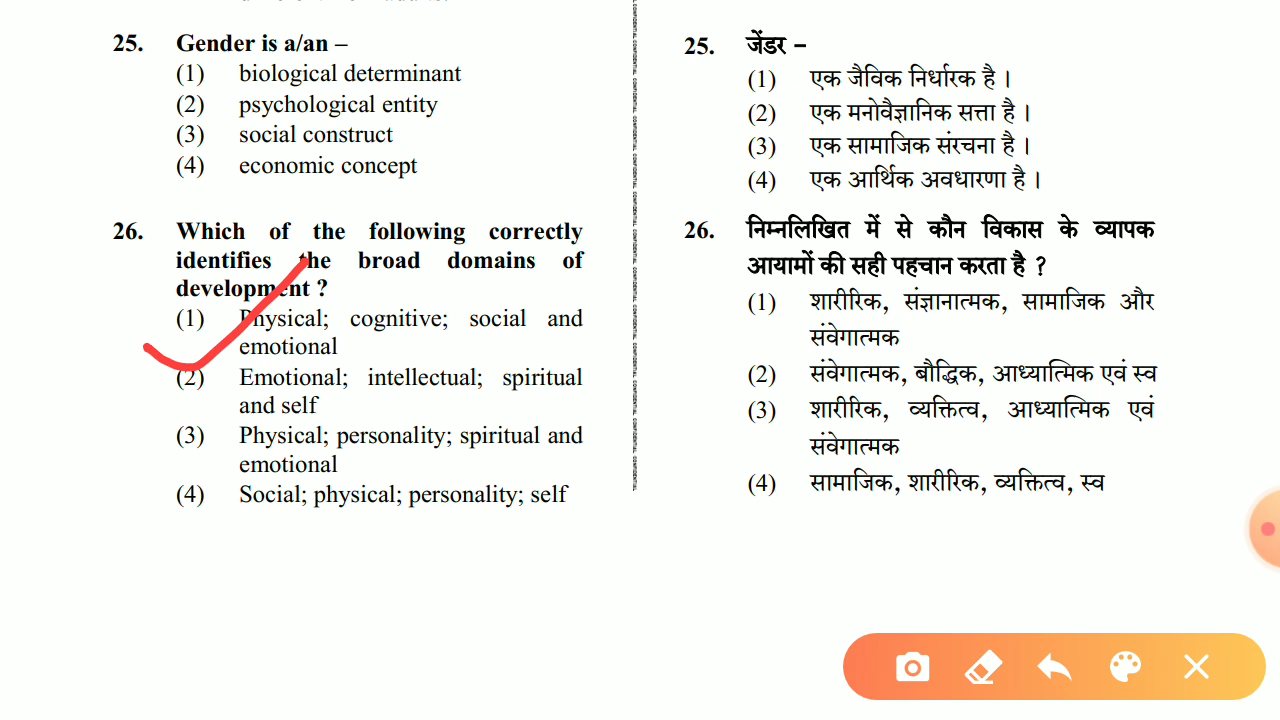 25. Gender is a/an –
(1) biological determinant
(2) psychological entity
(3) social construct
(4) economic concept
26. Which of the following correctly
identifies the broad domains of
development ?
(1) Physical; cognitive; social and
emotional
(2) Emotional; intellectual; spiritual
and self
(3) Physical; personality; spiritual and
emotional
(4) Social; physical; personality; self
25. जेंडर –
(1) एक जैविक निर्धारक है ।
(2) एक मनोवैज्ञानिक सत्ता है ।
(3) एक सामाजिक संरचना है ।
(4) एक आर्थिक अवधारणा है ।
26. निम्नलिखित में से कौन विकास के व्यापक
आयामों की सही पहचान करता है ?
(1) शारीरिक, संज्ञानात्मक, सामाजिक और
संवेगात्मक
(2) संवेगात्मक, बौद्धिक, आध्यात्मिक एवं स्व
(3) शारीरिक, व्यक्तित्व, आध्यात्मिक एवं
संवेगात्मक
(4) सामाजिक, शारीरिक, व्यक्तित्व, स्व